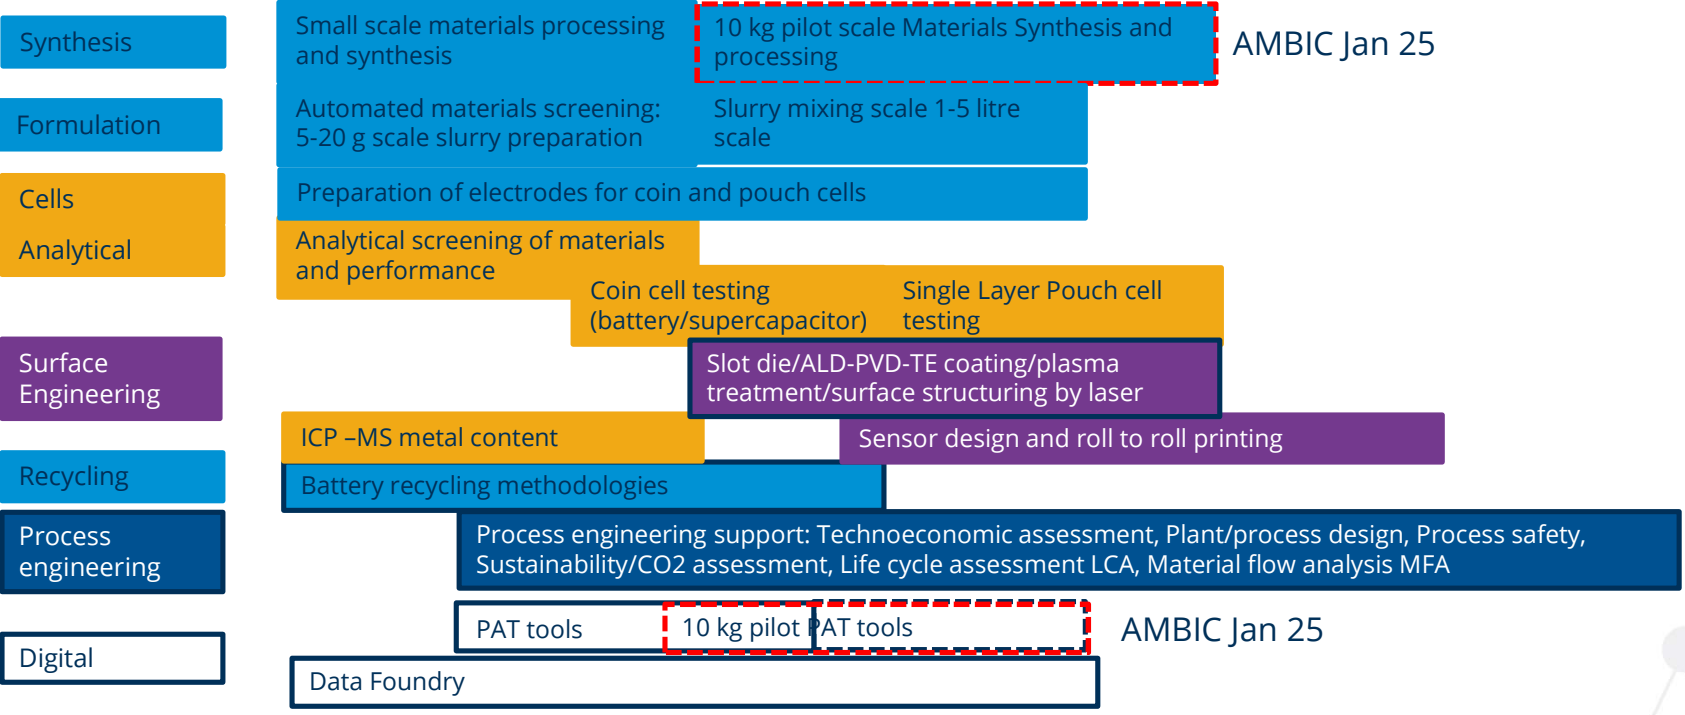 Synthesis
Small scale materials processing
and synthesis
10 kg pilot scale Materials Synthesis and
processing
AMBIC Jan 25
Formulation
Automated materials screening:
5-20 g scale slurry preparation
Slurry mixing scale 1-5 litre
scale
Cells
Preparation of electrodes for coin and pouch cells
Analytical
Analytical screening of materials
and performance
Coin cell testing
(battery/supercapacitor)
Single Layer Pouch cell
testing
Surface
Engineering
Slot die/ALD-PVD-TE coating/plasma
treatment/surface structuring by laser
ICP –MS metal content
Sensor design and roll to roll printing
Recycling
Battery recycling methodologies
Process
engineering
Process engineering support: Technoeconomic assessment, Plant/process design, Process safety,
Sustainability/CO2 assessment, Life cycle assessment LCA, Material flow analysis MFA
PAT tools
10 kg pilot PAT tools
AMBIC Jan 25
Digital
Data Foundry